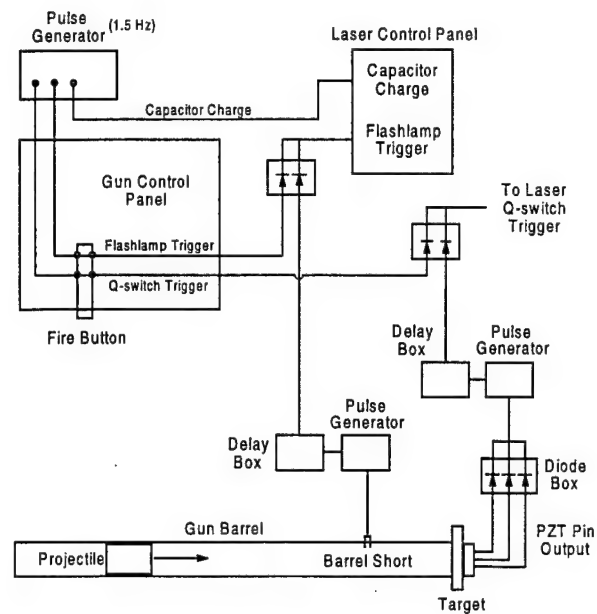 Pulse
Generator (1.5 Hz)
Laser Control Panel
Capacitor
Charge
Capacitor Charge
Flashlamp
Trigger
Gun Control
Panel
To Laser
Q-switch
Trigger
Flashlamp Trigger
Q-switch Trigger
Fire Button
Delay
Box
Pulse
Generator
Pulse
Generator
Delay
Box
Diode
Box
Gun Barrel
PZT Pin
Output
Projectile
Barrel Short
Target